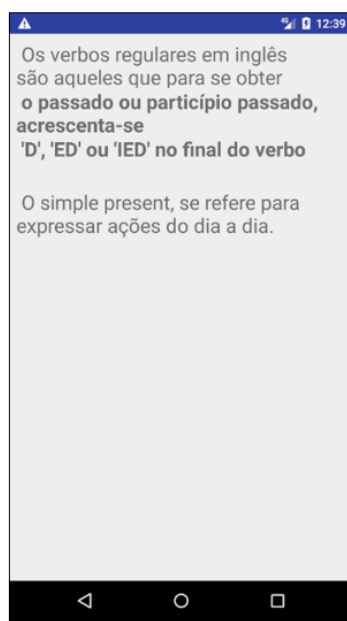 4G 12:39
Os verbos regulares em inglês
são aqueles que para se obter
o passado ou particípio passado,
acrescenta-se
'D', 'ED' ou 'IED' no final do verbo
O simple present, se refere para
expressar ações do dia a dia.